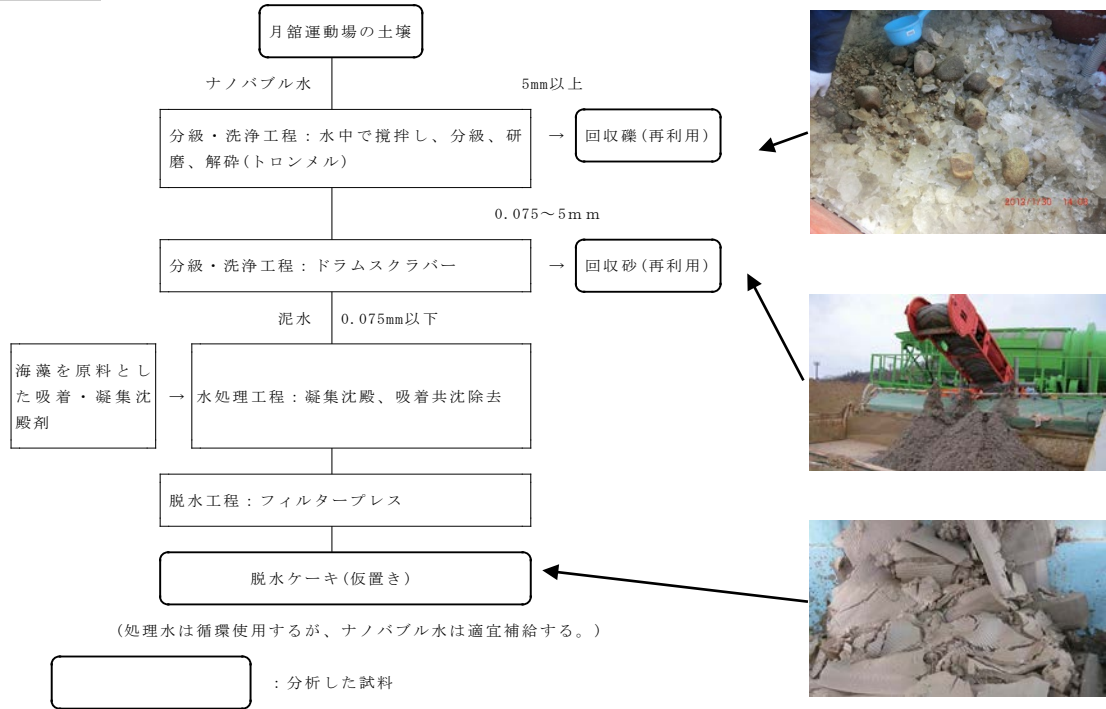 月舘運動場の土壌
ナノバブル水
5mm以上
分級・洗浄工程：水中で撹拌し、分級、研
磨、解砕(トロンメル)
→
回収礫(再利用)
2012/1/30 14:08
0.075～5ｍｍ
分級・洗浄工程：ドラムスクラバー
→
回収砂(再利用)
泥水
0.075mm以下
海藻を原料とし
た吸着・凝集沈
殿剤
→
水処理工程：凝集沈殿、吸着共沈除去
脱水工程：フィルタープレス
脱水ケーキ(仮置き)
(処理水は循環使用するが、ナノバブル水は適宜補給する。)
：分析した試料